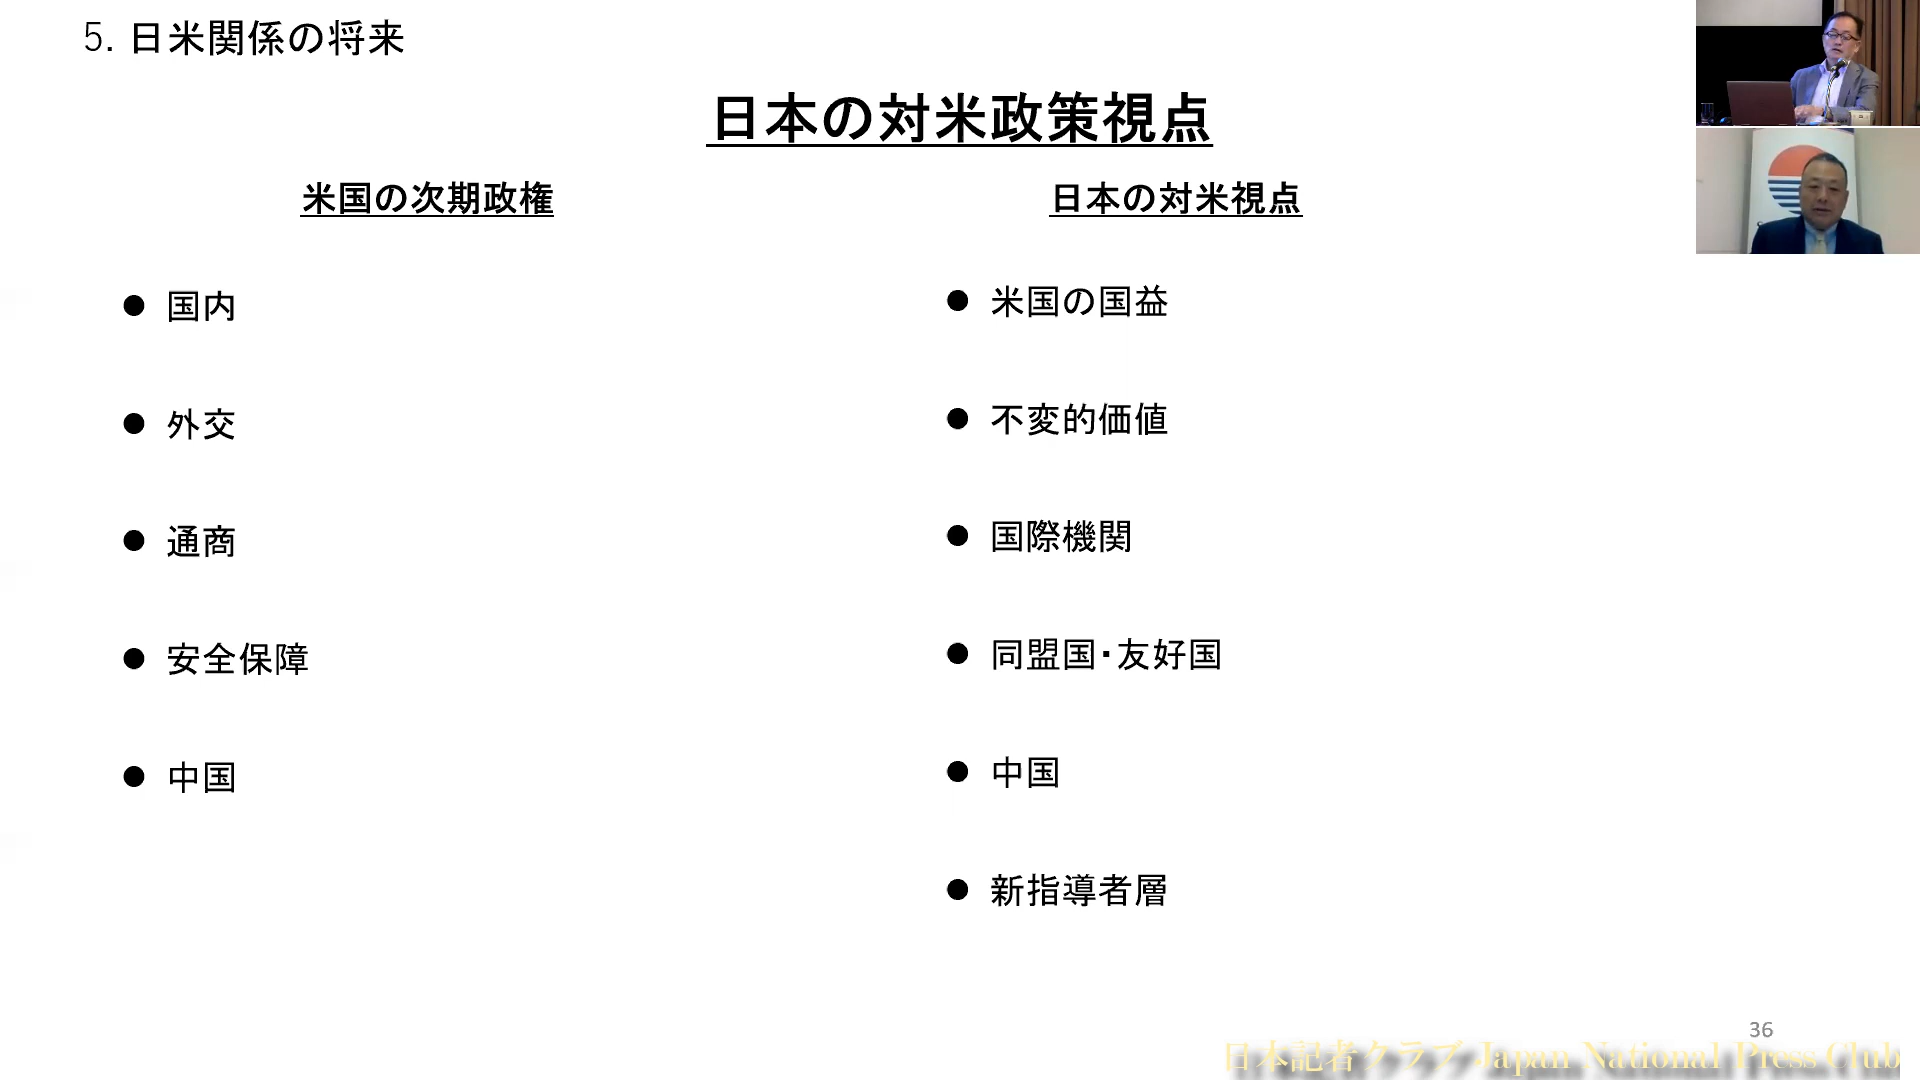 5. 日米関係の将来
日本の対米政策視点
米国の次期政権
● 国内
● 外交
● 通商
● 安全保障
● 中国
日本の対米視点
● 米国の国益
● 不変的価値
● 国際機関
● 同盟国・友好国
● 中国
● 新指導者層
36
日本記者クラブ Japan National Press Club